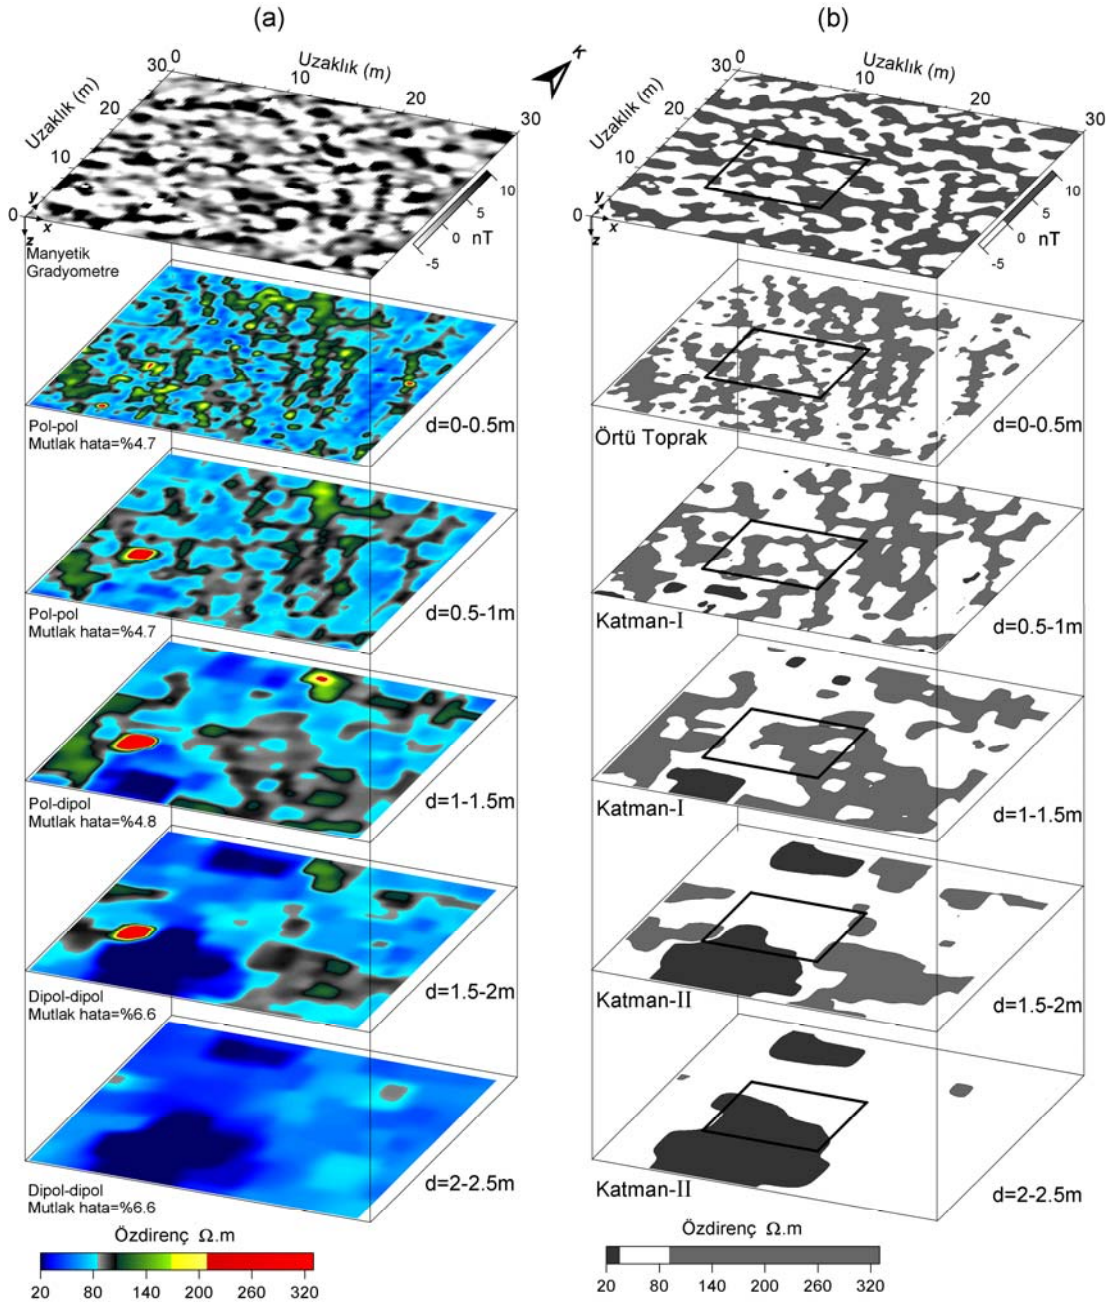 (a)
(b)
0
Uzaklık (m)
10
20
30
30
Uzaklık (m)
20
10
0
y
x
z
K
10
5
0
-5
nT
Manyetik
Gradyometre
Pol-pol
Mutlak hata=%4.7
d=0-0.5m
Pol-pol
Mutlak hata=%4.7
d=0.5-1m
Pol-dipol
Mutlak hata=%4.8
d=1-1.5m
Dipol-dipol
Mutlak hata=%6.6
d=1.5-2m
Dipol-dipol
Mutlak hata=%6.6
d=2-2.5m
Özdirenç Ω.m
20 80 140 200 260 320
0
Uzaklık (m)
10
20
30
30
Uzaklık (m)
20
10
0
y
x
z
10
5
0
-5
nT
Örtü Toprak
d=0-0.5m
Katman-I
d=0.5-1m
Katman-I
d=1-1.5m
Katman-II
d=1.5-2m
Katman-II
d=2-2.5m
Özdirenç Ω.m
20 80 140 200 260 320